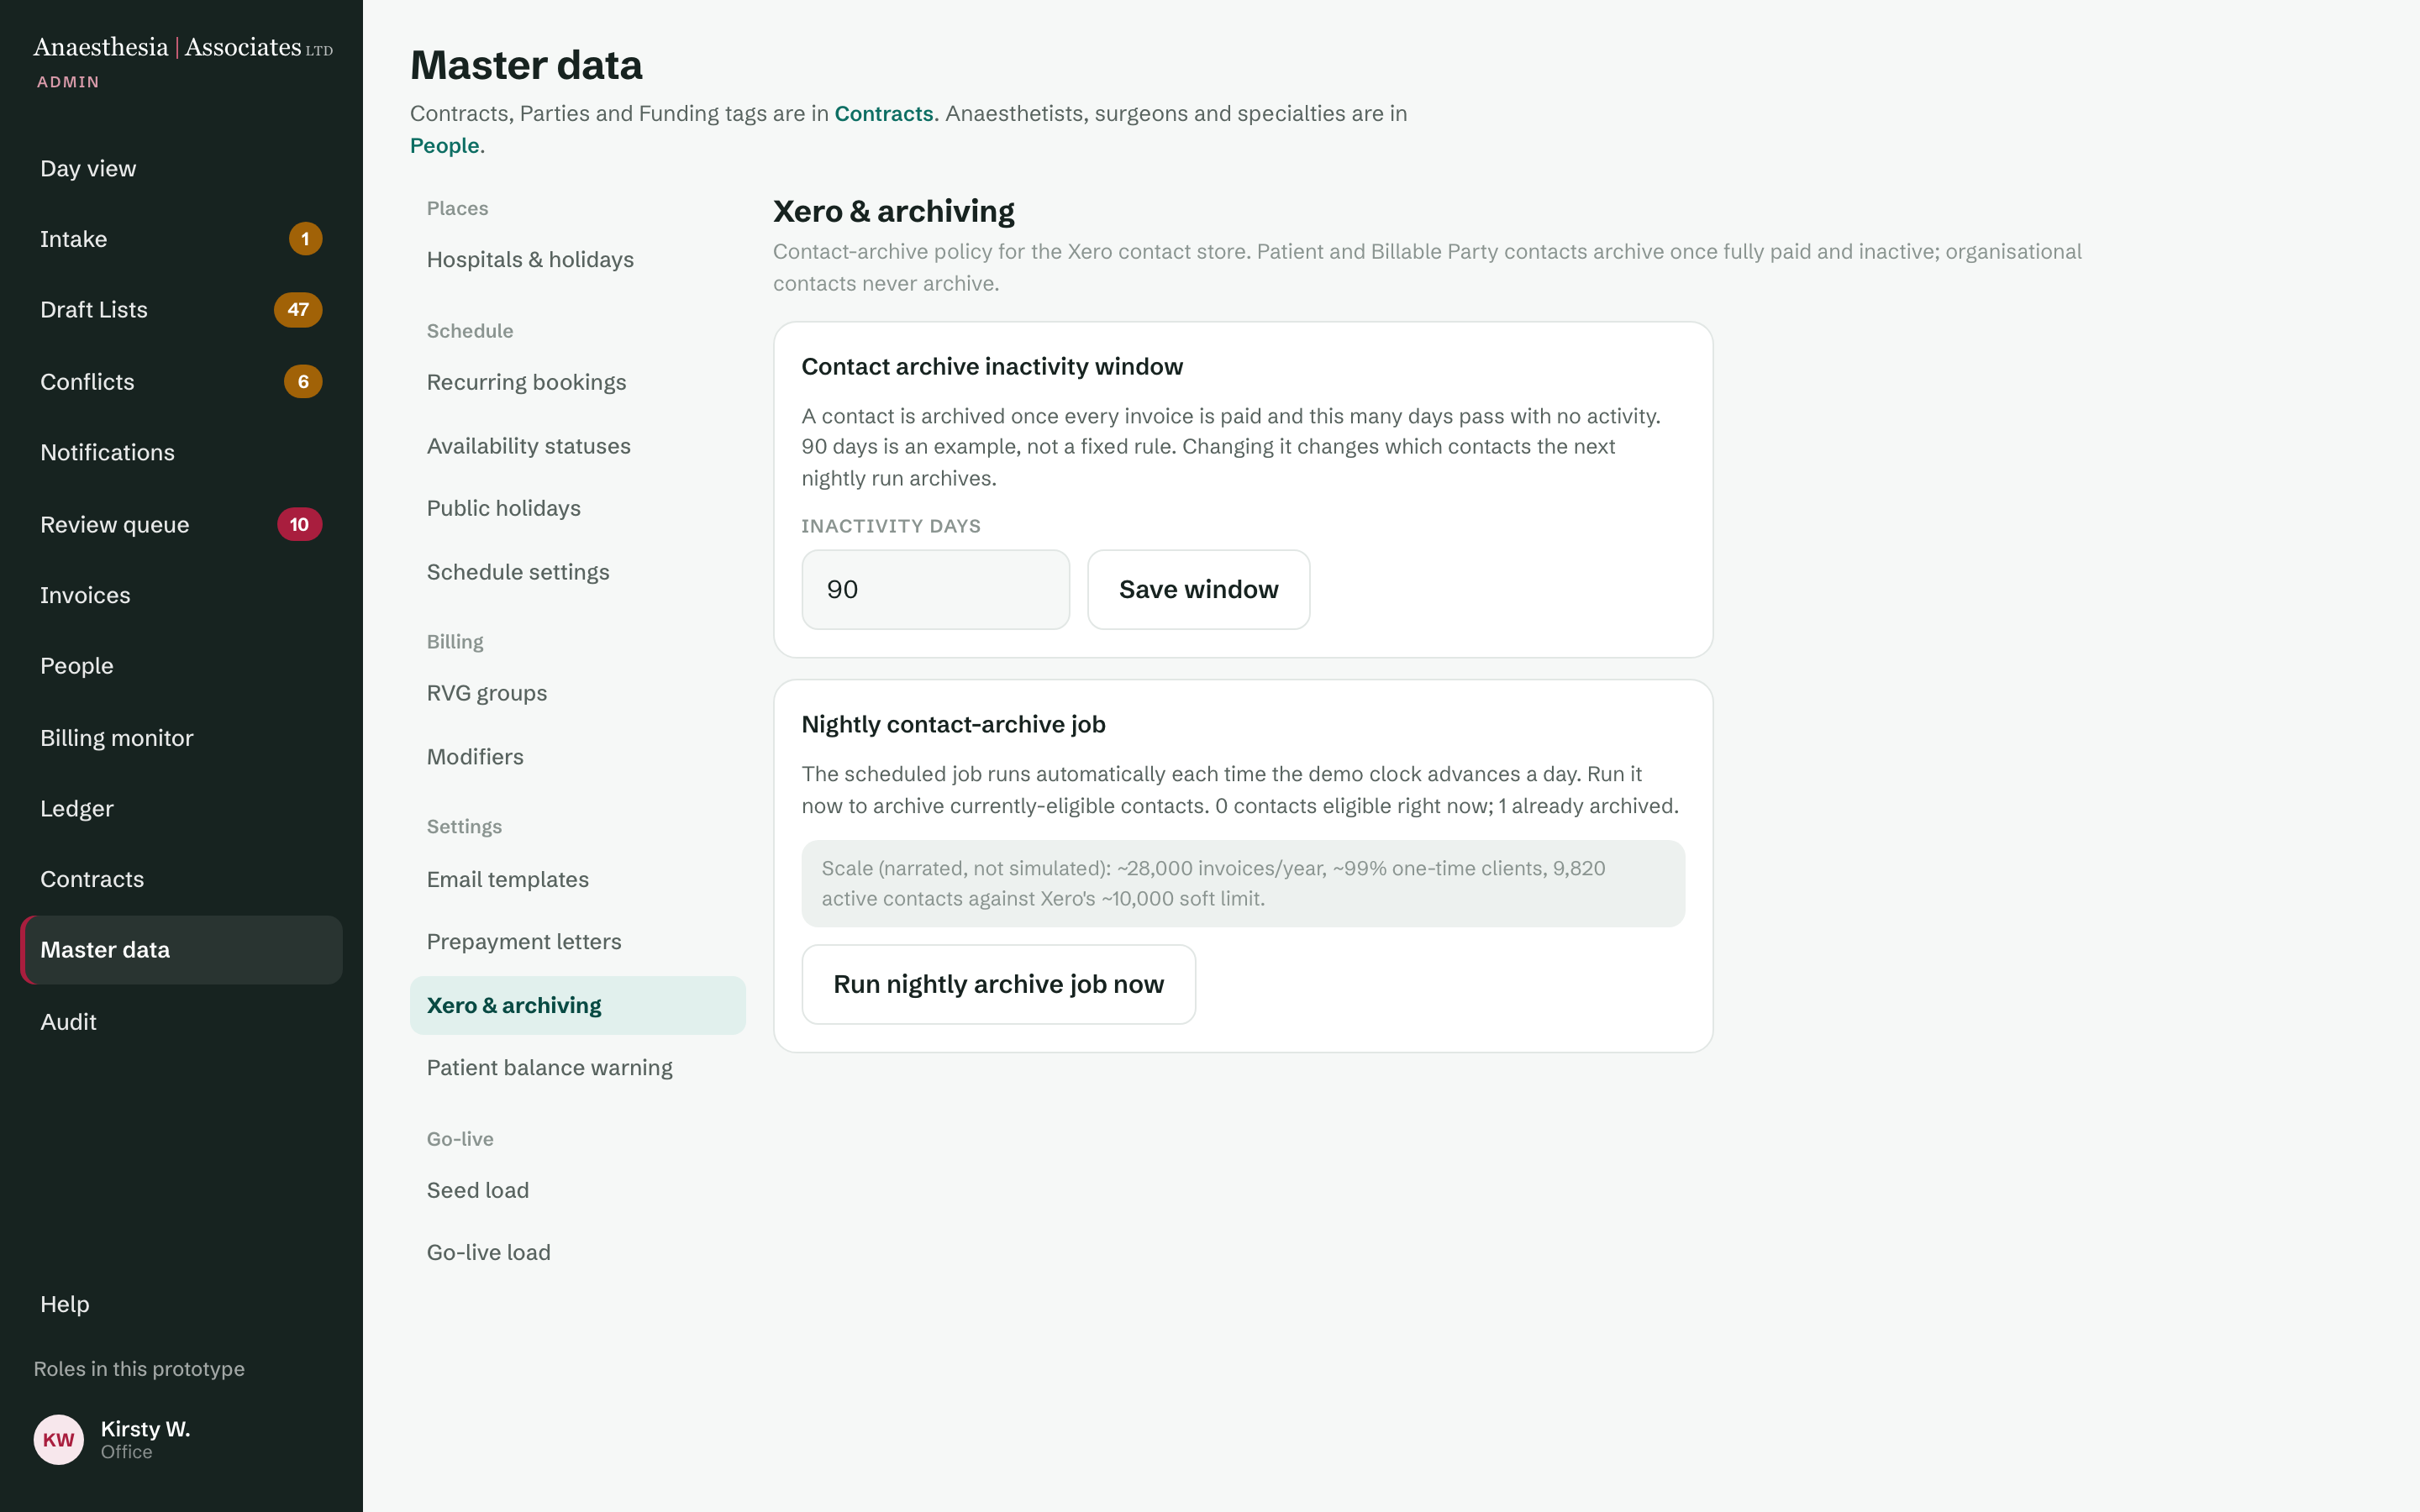 Anaesthesia | Associates LTD
ADMIN
Day view
Intake 1
Draft Lists 47
Conflicts 6
Notifications
Review queue 10
Invoices
People
Billing monitor
Ledger
Contracts
Master data
Audit
Help
Roles in this prototype
KW
Kirsty W.
Office
Master data
Contracts, Parties and Funding tags are in Contracts. Anaesthetists, surgeons and specialties are in
People.
Places
Hospitals & holidays
Schedule
Recurring bookings
Availability statuses
Public holidays
Schedule settings
Billing
RVG groups
Modifiers
Settings
Email templates
Prepayment letters
Xero & archiving
Patient balance warning
Go-live
Seed load
Go-live load
Xero & archiving
Contact-archive policy for the Xero contact store. Patient and Billable Party contacts archive once fully paid and inactive; organisational
contacts never archive.
Contact archive inactivity window
A contact is archived once every invoice is paid and this many days pass with no activity.
90 days is an example, not a fixed rule. Changing it changes which contacts the next
nightly run archives.
INACTIVITY DAYS
90
Save window
Nightly contact-archive job
The scheduled job runs automatically each time the demo clock advances a day. Run it
now to archive currently-eligible contacts. 0 contacts eligible right now; 1 already archived.
Scale (narrated, not simulated): ~28,000 invoices/year, ~99% one-time clients, 9,820
active contacts against Xero's ~10,000 soft limit.
Run nightly archive job now